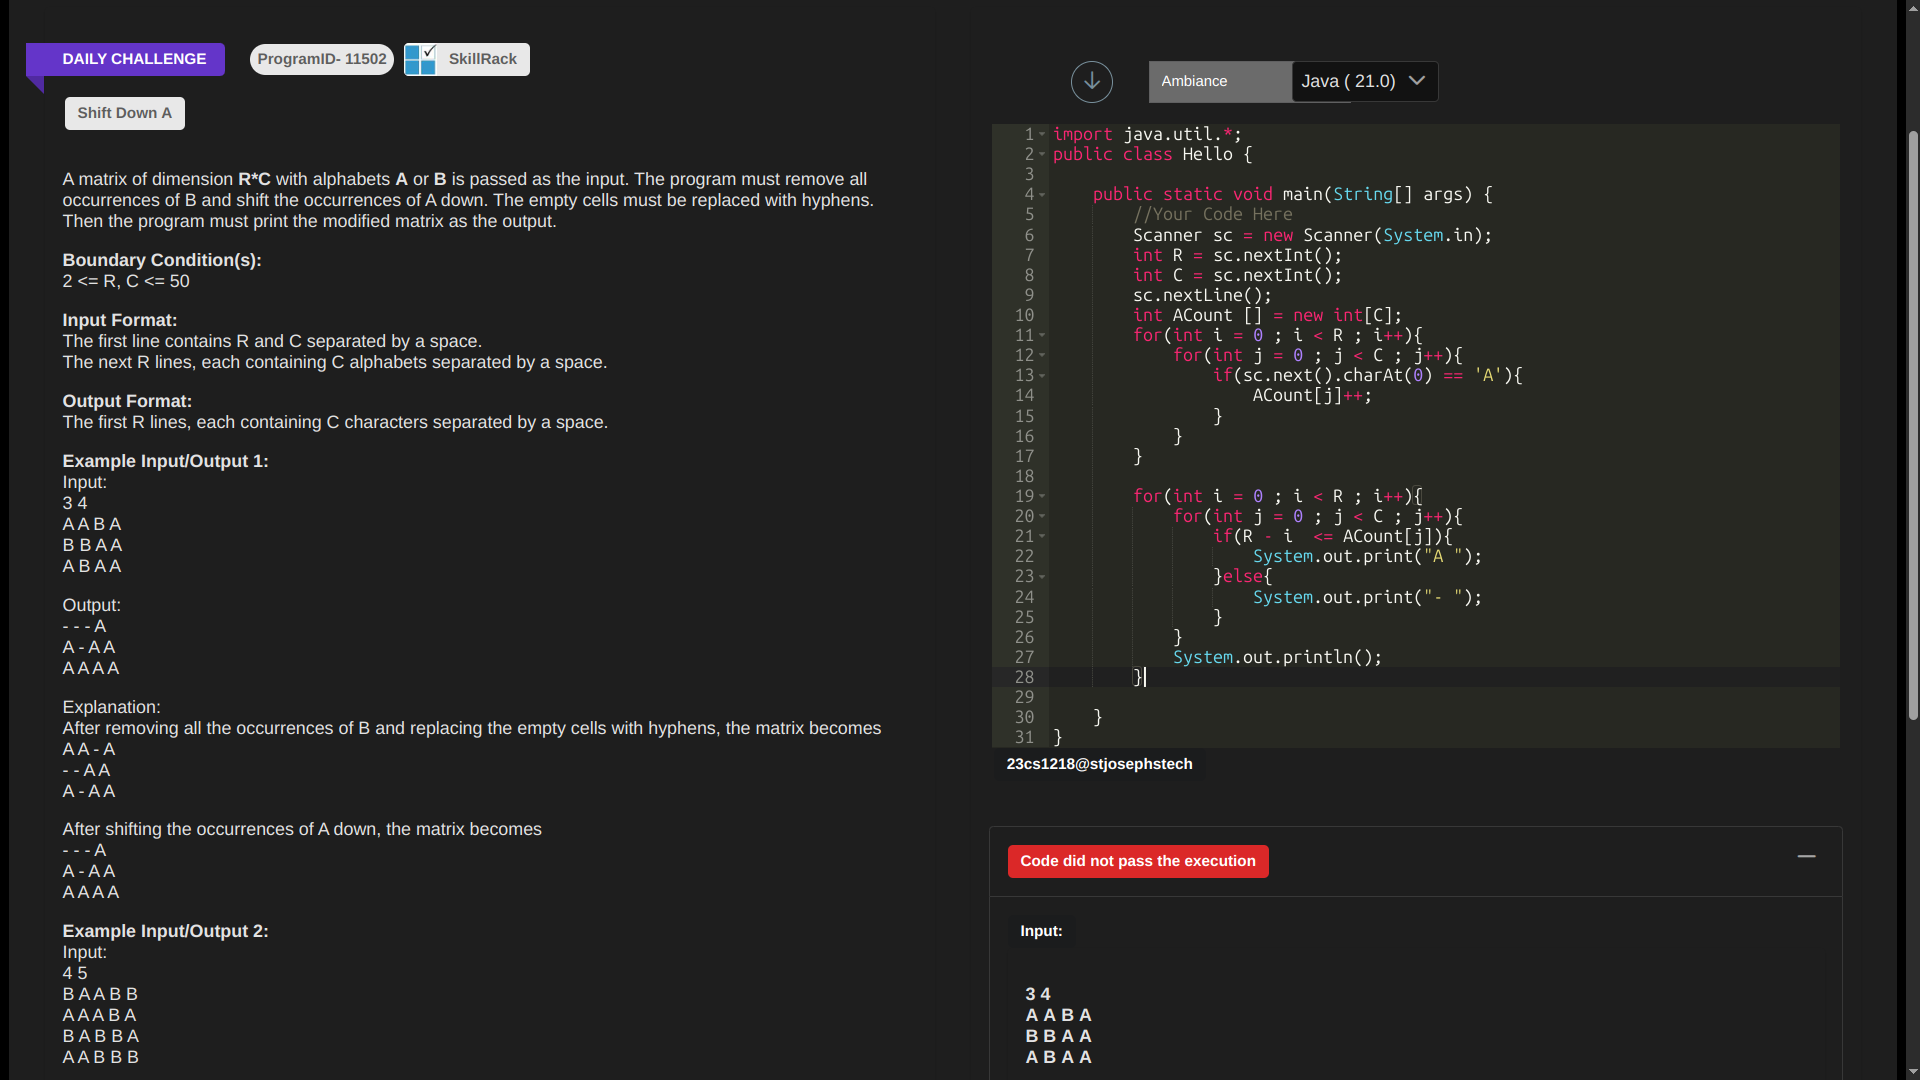 DAILY CHALLENGE
ProgramID- 11502
SkillRack
Shift Down A
A matrix of dimension R*C with alphabets A or B is passed as the input. The program must remove all
occurrences of B and shift the occurrences of A down. The empty cells must be replaced with hyphens.
Then the program must print the modified matrix as the output.
Boundary Condition(s):
2 <= R, C <= 50
Input Format:
The first line contains R and C separated by a space.
The next R lines, each containing C alphabets separated by a space.
Output Format:
The first R lines, each containing C characters separated by a space.
Example Input/Output 1:
Input:
3 4
A A B A
B B A A
A B A A
Output:
- - - A
A - A A
A A A A
Explanation:
After removing all the occurrences of B and replacing the empty cells with hyphens, the matrix becomes
A A - A
- - A A
A - A A
After shifting the occurrences of A down, the matrix becomes
- - - A
A - A A
A A A A
Example Input/Output 2:
Input:
4 5
B A A B B
A A A B A
B A B B A
A A B B B
Ambiance
Java ( 21.0)
1 import java.util.*;
2 public class Hello {
3
4     public static void main(String[] args) {
5         //Your Code Here
6         Scanner sc = new Scanner(System.in);
7         int R = sc.nextInt();
8         int C = sc.nextInt();
9         sc.nextLine();
10         int ACount [] = new int[C];
11         for(int i = 0 ; i < R ; i++){
12             for(int j = 0 ; j < C ; j++){
13                 if(sc.next().charAt(0) == 'A'){
14                     ACount[j]++;
15                 }
16             }
17         }
18
19         for(int i = 0 ; i < R ; i++){
20             for(int j = 0 ; j < C ; j++){
21                 if(R - i  <= ACount[j]){
22                     System.out.print("A ");
23                 }else{
24                     System.out.print("- ");
25                 }
26             }
27             System.out.println();
28         }
29
30     }
31 }
23cs1218@stjosephstech
Code did not pass the execution
Input:
3 4
A A B A
B B A A
A B A A